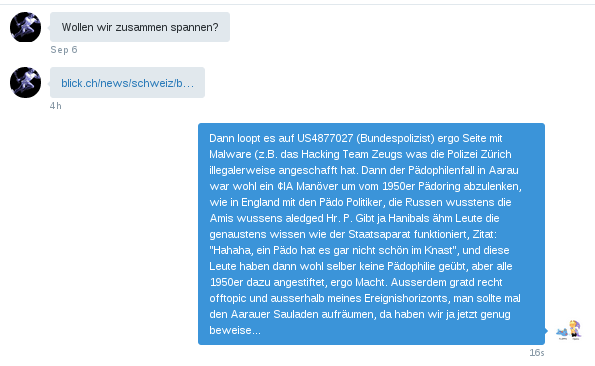 Wollen wir zusammen spannen?
Sep 6
blick.ch/news/schweiz/b...
4h
Dann loopt es auf US4877027 (Bundespolizist) ergo Seite mit
Malware (z.B. das Hacking Team Zeugs was die Polizei Zürich
illegalerweise angeschafft hat. Dann der Pädophilenfall in Aarau
war wohl ein ¢IA Manöver um vom 1950er Pädoring abzulenken,
wie in England mit den Pädo Politiker, die Russen wusstens die
Amis wussens aledged Hr. P. Gibt ja Hanibals ähm Leute die
genaustens wissen wie der Staatsaparat funktioniert, Zitat:
"Hahaha, ein Pädo hat es gar nicht schön im Knast", und diese
Leute haben dann wohl selber keine Pädophilie geübt, aber alle
1950er dazu angestiftet, ergo Macht. Ausserdem gratd recht
offtopic und ausserhalb meines Ereignishorizonts, man sollte mal
den Aarauer Sauladen aufräumen, da haben wir ja jetzt genug
beweise...
16s